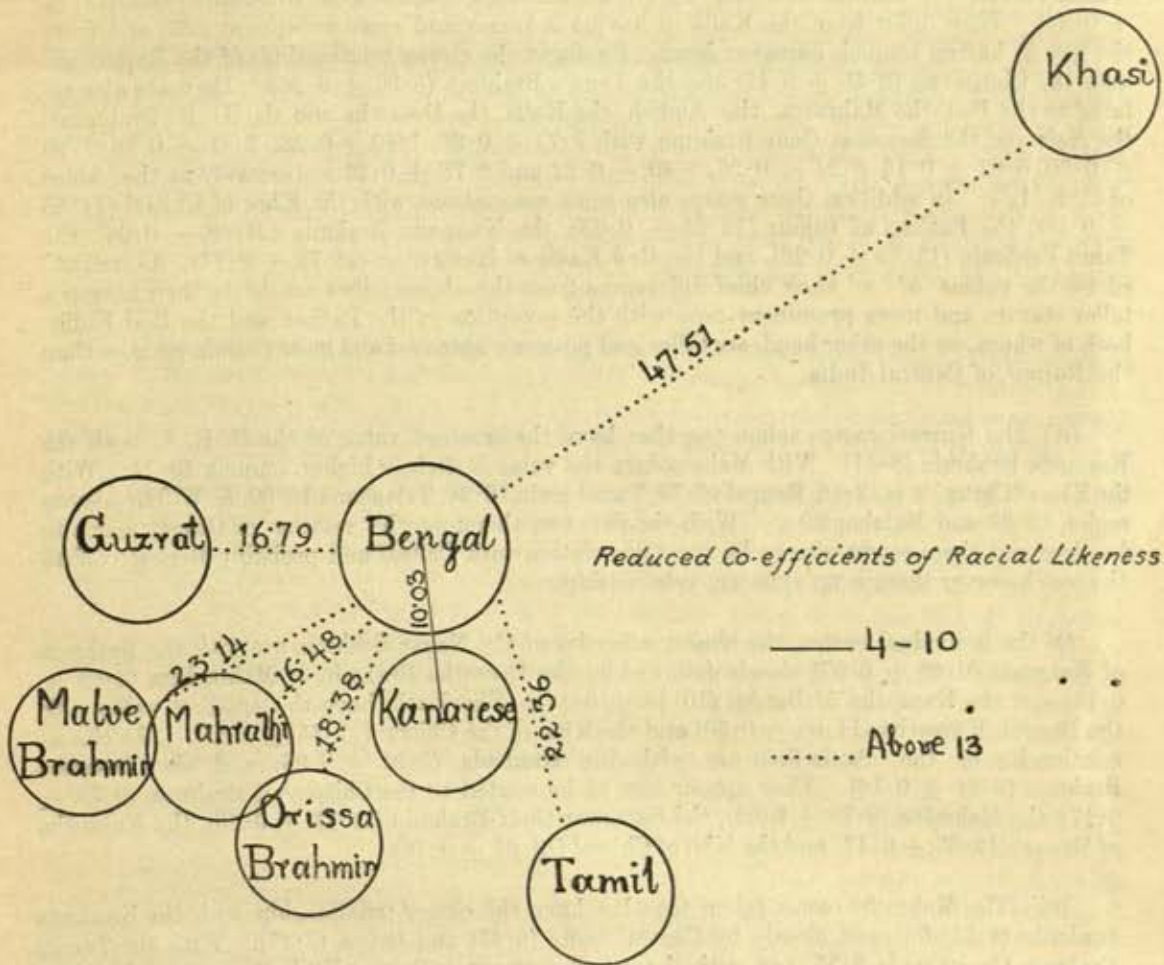 Khasi
47·51
Guzrat
16·79
Bengal
Reduced Co-efficients of Racial Likeness
10·03
23·14
16·48
18·38
22·36
4-10
Malve
Brahmin
Mahratti
Kanarese
Above 13
Orissa
Brahmin
Tamil